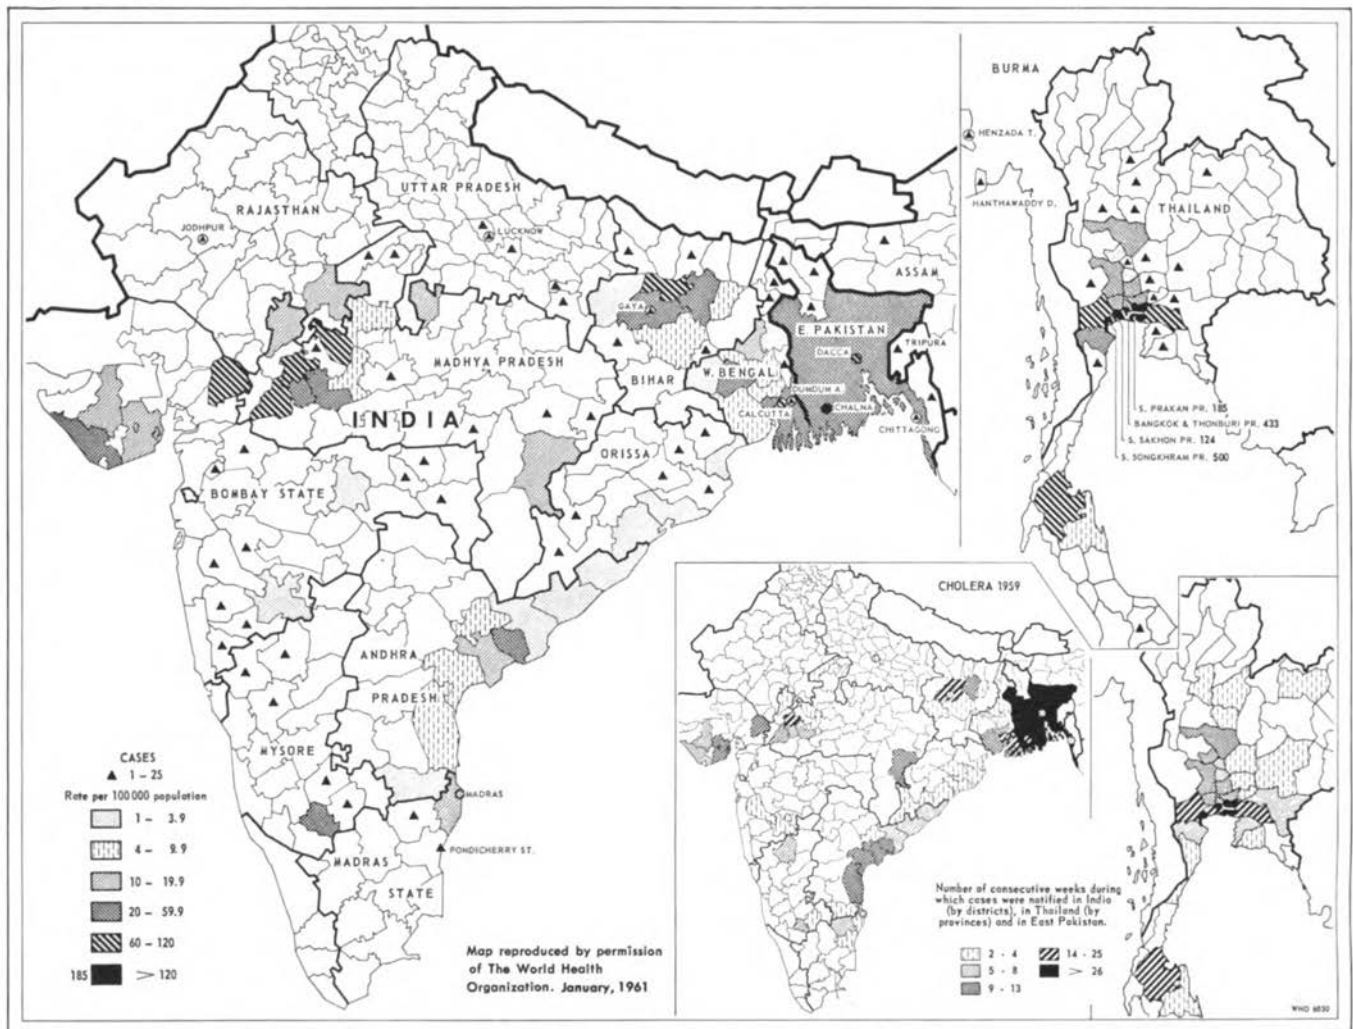 BURMA
HENZADA T.
HANTHAWADDY D.
THAILAND
UTTAR PRADESH
RAJASTHAN
JODHPUR
LUCKNOW
ASSAM
GAYA
E. PAKISTAN
DACCA
TRIPURA
MADHYA PRADESH
BIHAR
W. BENGAL
DUMDUM A.
CALCUTTA
CHALNA
CHITTAGONG
INDIA
ORISSA
BOMBAY STATE
S. PRAKAN PR. 185
BANGKOK & THONBURI PR. 433
S. SAKHON PR. 124
S. SONGKHRAM PR. 500
ANDHRA
PRADESH
MYSORE
MADRAS
PONDICHERRY ST.
MADRAS
STATE
CASES
1 - 25
Rate per 100000 population
1 - 3.9
4 - 9.9
10 - 19.9
20 - 59.9
60 - 120
185 > 120
Map reproduced by permission
of The World Health
Organization. January, 1961
CHOLERA 1959
Number of consecutive weeks during
which cases were notified in India
(by districts), in Thailand (by
provinces) and in East Pakistan.
2 - 4
5 - 8
9 - 13
14 - 25
> 26
WHO 6030